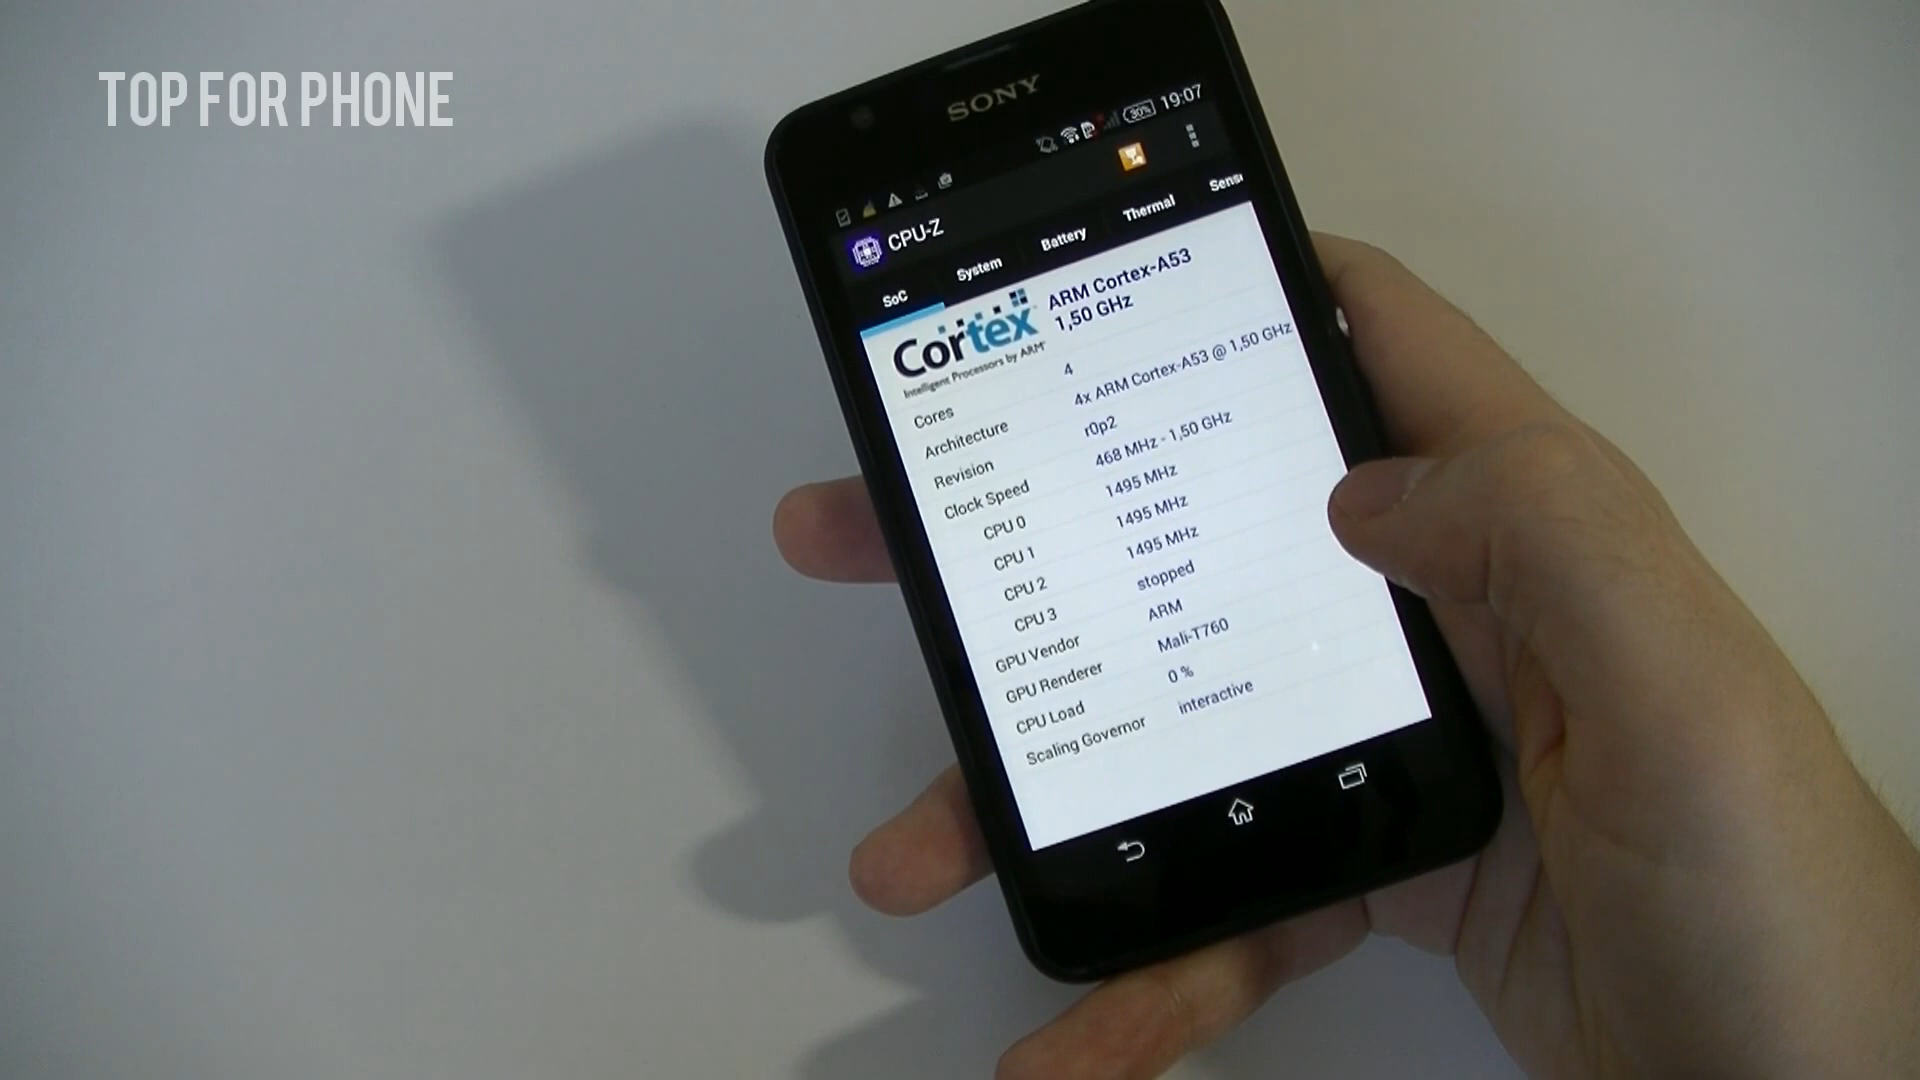 TOP FOR PHONE
SONY
30% 19:07
CPU-Z
SoC System Battery Thermal Sens
Cortex
Intelligent Processors by ARM
ARM Cortex-A53
1,50 GHz
Cores 4
Architecture 4x ARM Cortex-A53 @ 1,50 GHz
Revision r0p2
Clock Speed 468 MHz - 1,50 GHz
CPU 0 1495 MHz
CPU 1 1495 MHz
CPU 2 1495 MHz
CPU 3 stopped
GPU Vendor ARM
GPU Renderer Mali-T760
CPU Load 0 %
Scaling Governor interactive